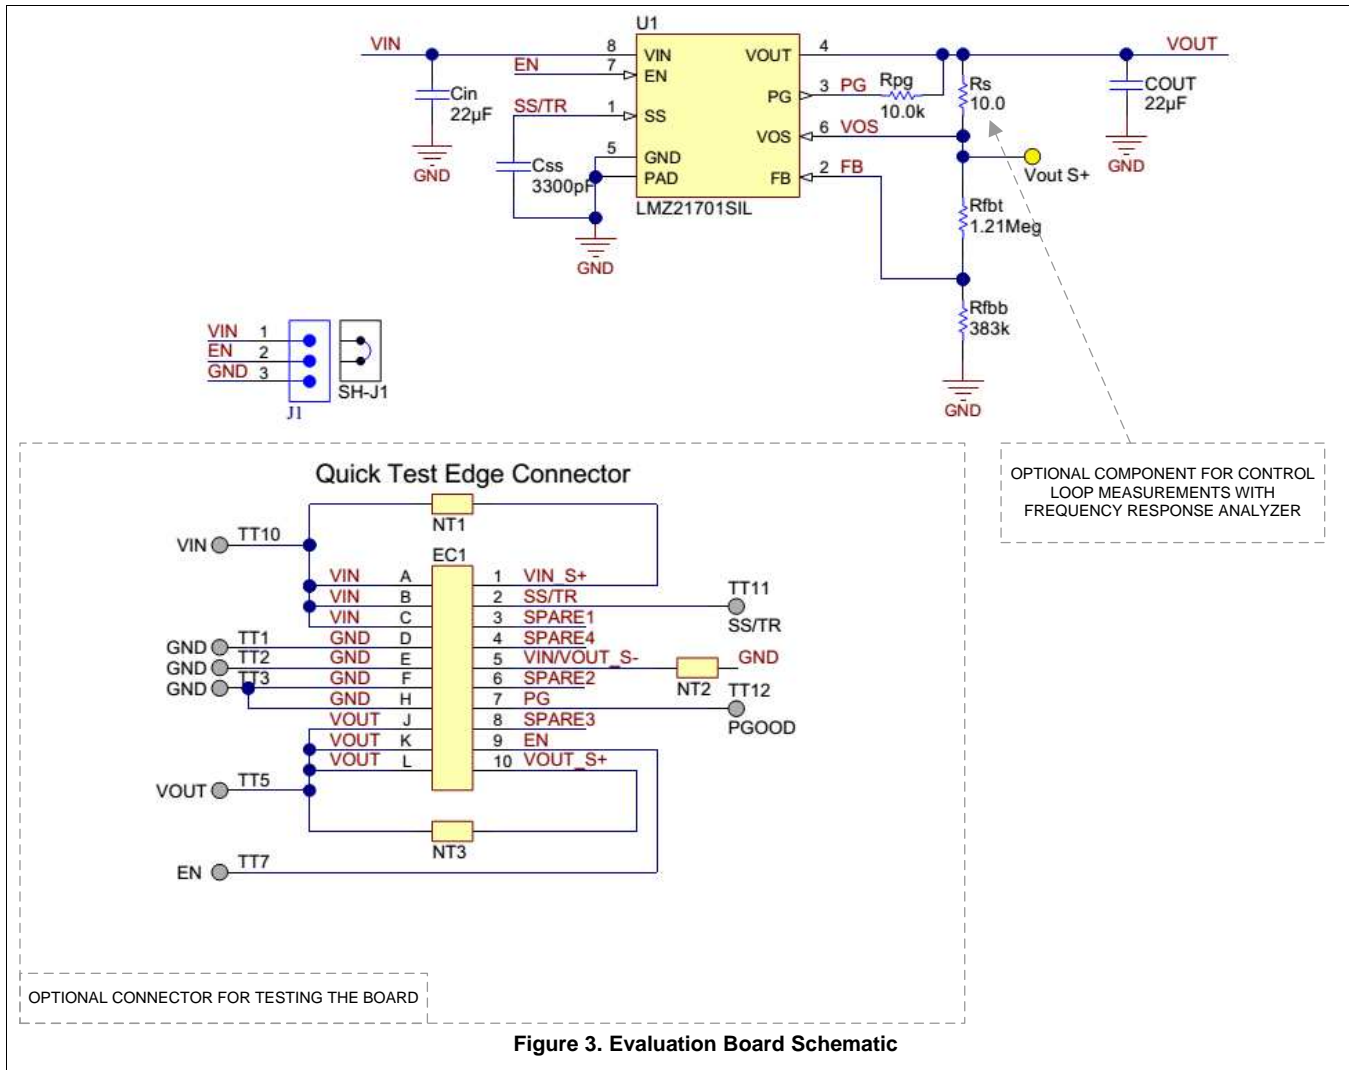 U1
VIN
8
VIN
VOUT
4
VOUT
EN
7
EN
Cin
22µF
PG
3
PG
Rpg
10.0k
Rs
10.0
COUT
22µF
SS/TR
1
SS
VOS
6
VOS
GND
Css
3300pF
5
GND
PAD
FB
2
FB
Vout S+
GND
LMZ21701SIL
Rfbt
1.21Meg
GND
Rfbb
383k
GND
VIN 1
EN 2
GND 3
J1
SH-J1
OPTIONAL COMPONENT FOR CONTROL
LOOP MEASUREMENTS WITH
FREQUENCY RESPONSE ANALYZER
Quick Test Edge Connector
NT1
VIN TT10
EC1
VIN A 1 VIN_S+
VIN B 2 SS/TR
TT11
SS/TR
VIN C 3 SPARE1
GND TT1 GND D 4 SPARE4
GND TT2 GND E 5 VIN/VOUT_S- GND
NT2
GND TT3 GND F 6 SPARE2
TT12
PGOOD
GND H 7 PG
VOUT J 8 SPARE3
VOUT K 9 EN
VOUT L 10 VOUT_S+
VOUT TT5
NT3
EN TT7
OPTIONAL CONNECTOR FOR TESTING THE BOARD
Figure 3. Evaluation Board Schematic